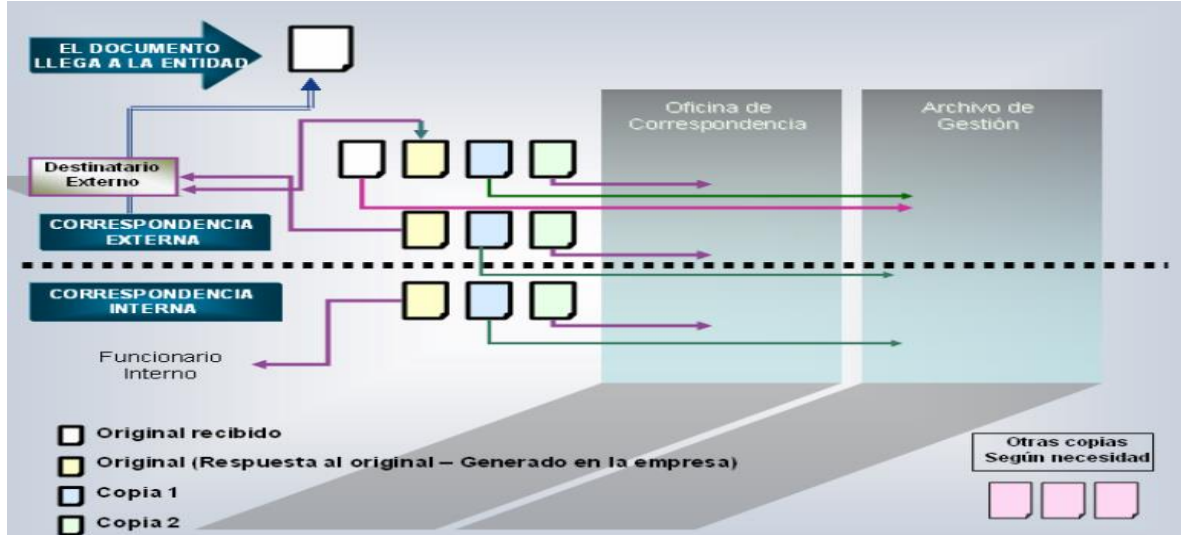 EL DOCUMENTO
LLEGA A LA ENTIDAD
Oficina de
Correspondencia
Archivo de
Gestión
Destinatario
Externo
CORRESPONDENCIA
EXTERNA
CORRESPONDENCIA
INTERNA
Funcionario
Interno
Original recibido
Original (Respuesta al original – Generado en la empresa)
Copia 1
Copia 2
Otras copias
Según necesidad